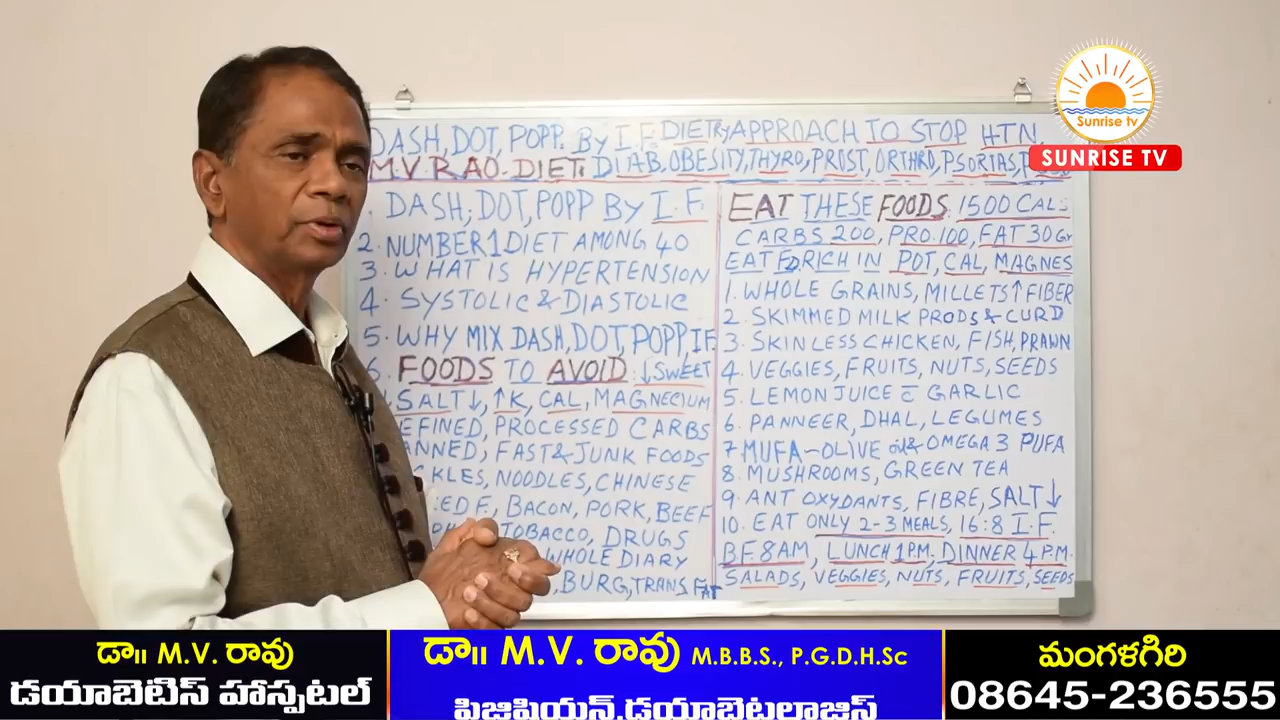 DASH, DOT, POPP. BY I.F. DIETRY APPROACH TO STOP HTN
M.V. RAO. DIET: DIAB, OBESITY, THYRO, PROST, ORTHRO, PSORIAS,
DASH, DOT, POPP BY I.F.
2. NUMBER 1 DIET AMONG 40
3. WHAT IS HYPERTENSION
4. SYSTOLIC & DIASTOLIC
5. WHY MIX DASH, DOT, POPP, IF
6. FOODS TO AVOID: ↓SWEET
SALT↓, ↑K, CAL, MAGNECIUM
EFINED, PROCESSED CARBS
ANNED, FAST & JUNK FOODS
KLES, NOODLES, CHINESE
ED F, BACON, PORK, BEEF
TOBACCO, DRUGS
WHOLE DIARY
, BURG, TRANS FAT
EAT THESE FOODS 1500 CALS
CARBS 200, PRO.100, FAT 30 Gr
EAT FD RICH IN POT, CAL, MAGNES
1. WHOLE GRAINS, MILLETS↑FIBER
2. SKIMMED MILK PRODS & CURD
3. SKINLESS CHICKEN, FISH, PRAWN
4. VEGGIES, FRUITS, NUTS, SEEDS
5. LEMON JUICE c̄ GARLIC
6. PANNEER, DHAL, LEGUMES
7 MUFA~OLIVE oil & OMEGA 3 PUFA
8. MUSHROOMS, GREEN TEA
9. ANT OXYDANTS, FIBRE, SALT↓
10. EAT ONLY 2-3 MEALS, 16:8 I.F.
BF. 8AM, LUNCH 1PM. DINNER 4 P.M.
SALADS, VEGGIES, NUTS, FRUITS, SEEDS
Sunrise tv
SUNRISE TV
డా॥ M.V. రావు
డయాబెటిస్ హాస్పటల్
డా॥ M.V. రావు M.B.B.S., P.G.D.H.Sc
పిజిషియన్,డయాబెటలాజిస్ట్
మంగళగిరి
08645-236555